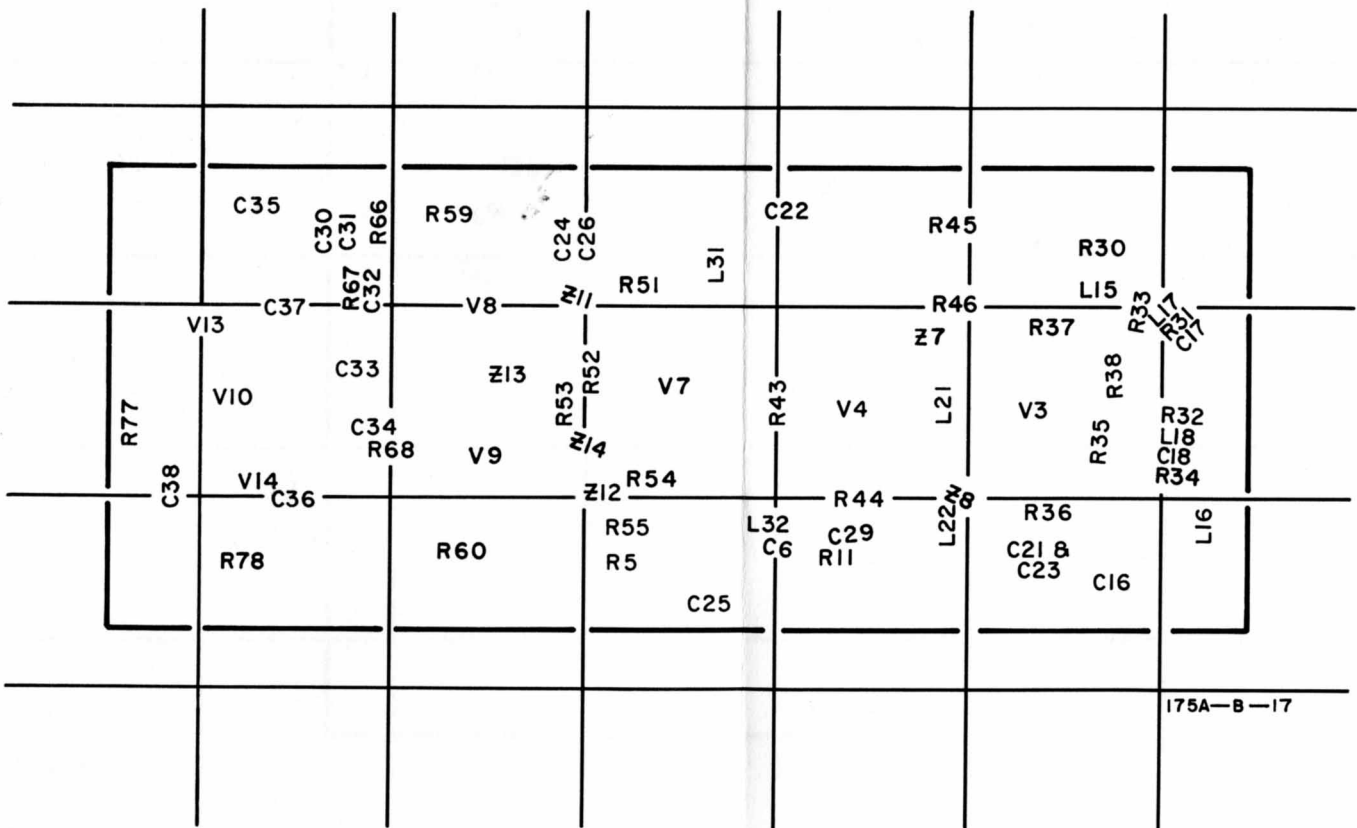 C35
C30
C31
R66
R59
C24
C26
C22
R45
R30
L31
R67
C32
C37
V8
Z11
R51
R46
L15
R33
L17
R31
C17
V13
Z7
R37
C33
Z13
R53
R52
V7
R38
V10
R43
V4
L21
V3
R77
C34
R68
Z14
R35
R32
L18
C18
R34
V9
C38
V14
C36
Z12
R54
R44
Z8
L22
R36
L16
R55
L32
C29
R78
R60
R5
C6
R11
C21 &
C23
C16
C25
175A—B—17